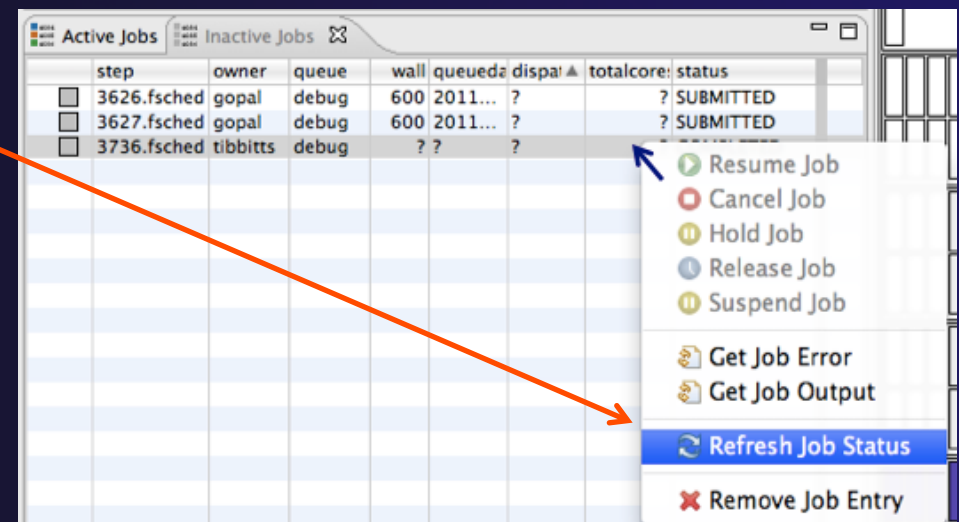 Active Jobs Inactive Jobs
step owner queue wall queueda dispat totalcore: status
3626.fsched gopal debug 600 2011... ? ? SUBMITTED
3627.fsched gopal debug 600 2011... ? ? SUBMITTED
3736.fsched tibbitts debug ? ? ?
Resume Job
Cancel Job
Hold Job
Release Job
Suspend Job
Get Job Error
Get Job Output
Refresh Job Status
Remove Job Entry